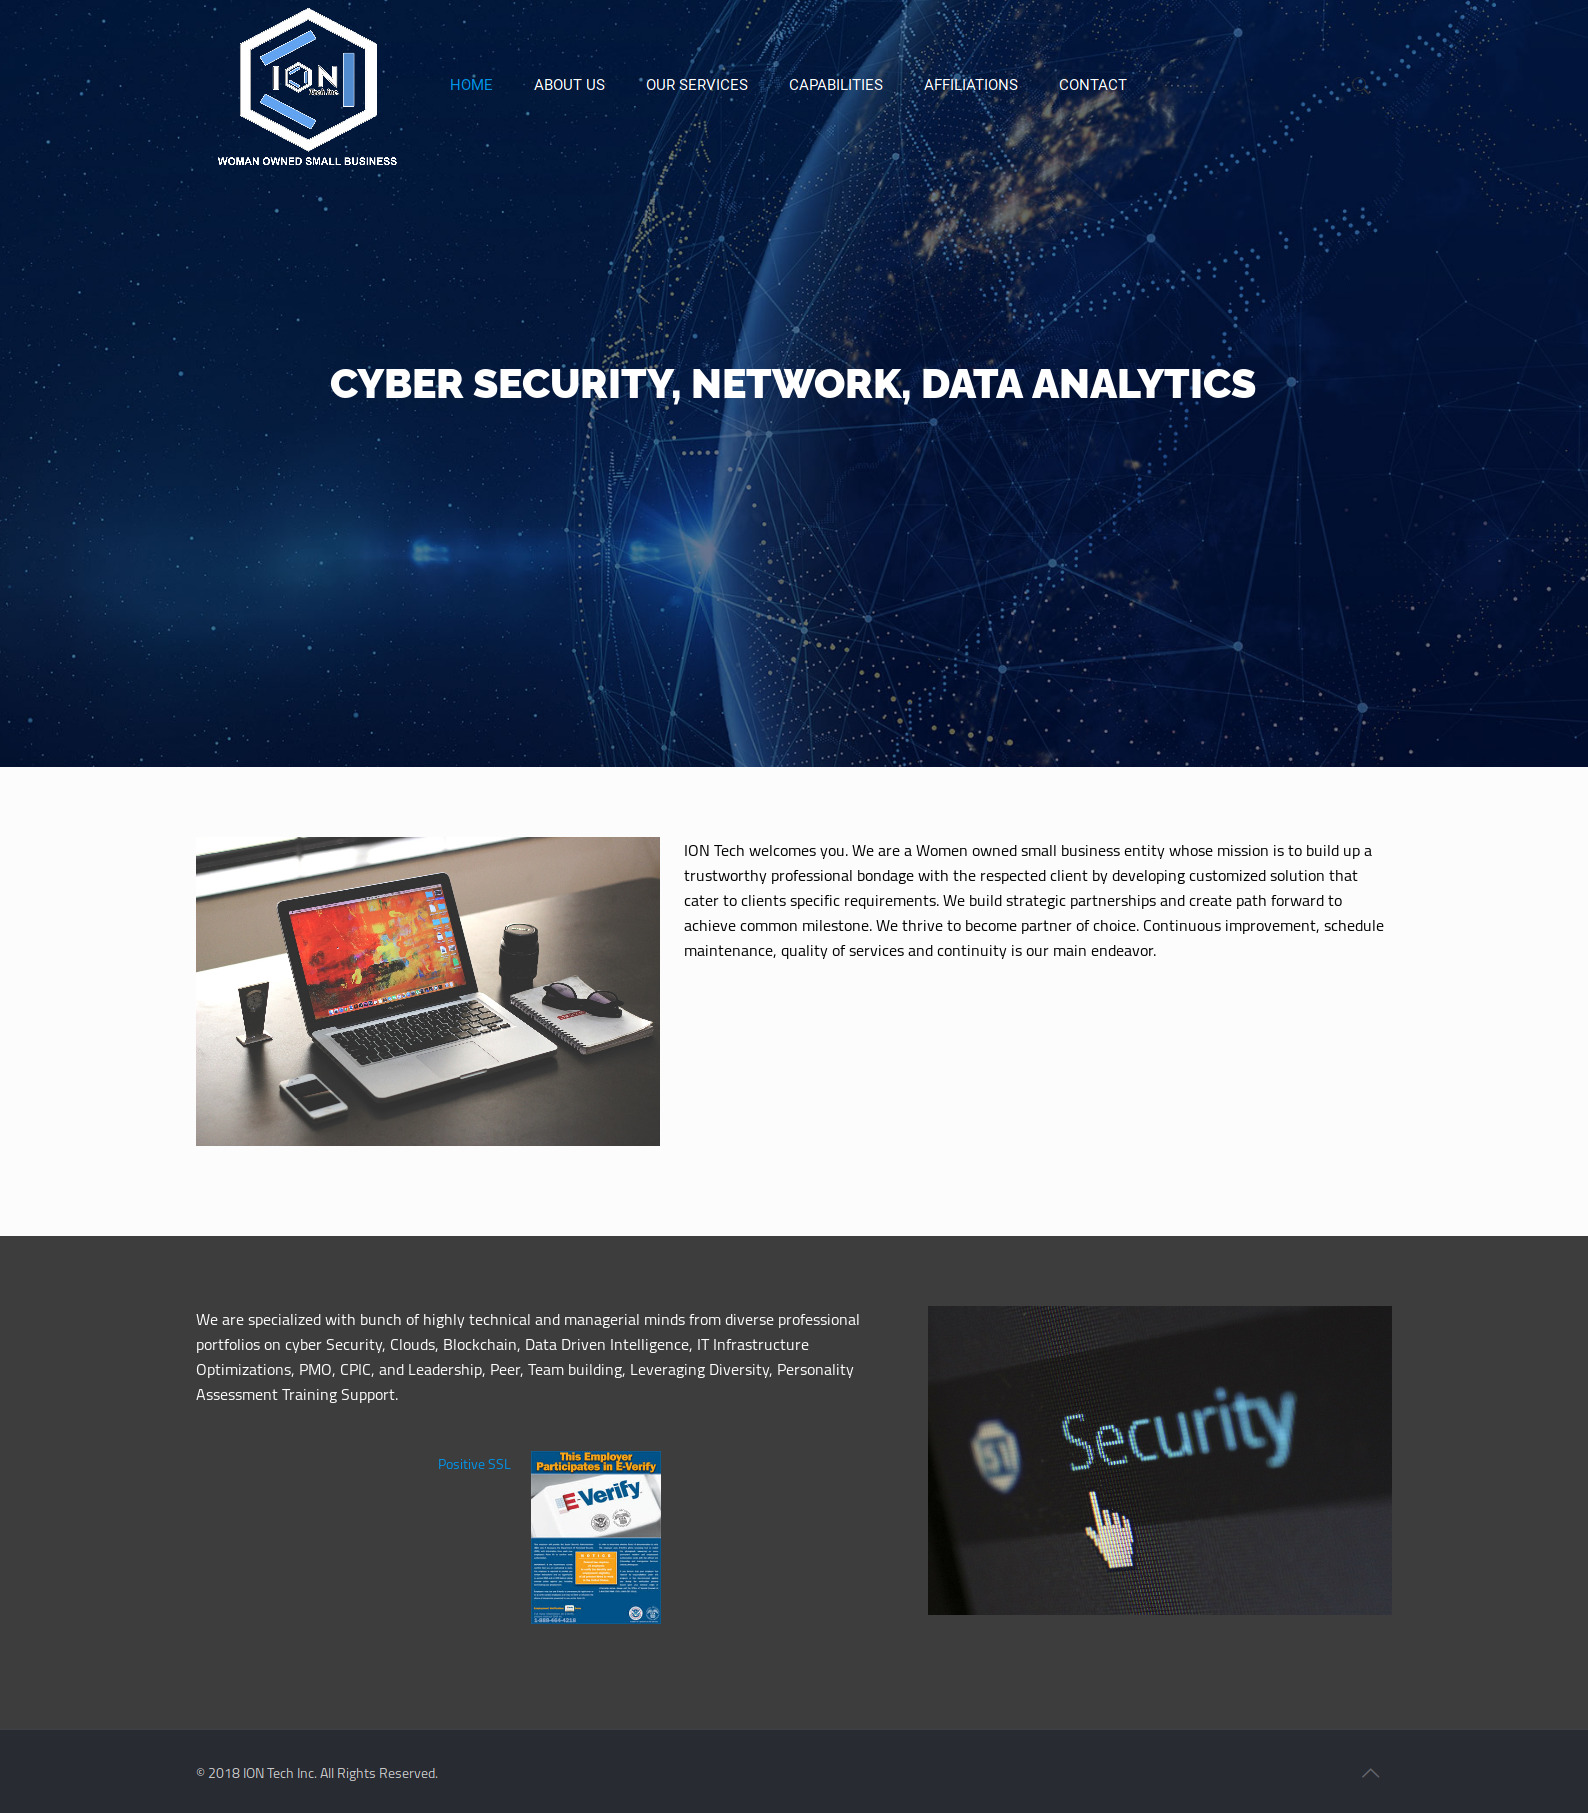 ION
Tech Inc.
WOMAN OWNED SMALL BUSINESS
HOME ABOUT US OUR SERVICES CAPABILITIES AFFILIATIONS CONTACT
CYBER SECURITY, NETWORK, DATA ANALYTICS
ION Tech welcomes you. We are a Women owned small business entity whose mission is to build up a
trustworthy professional bondage with the respected client by developing customized solution that
cater to clients specific requirements. We build strategic partnerships and create path forward to
achieve common milestone. We thrive to become partner of choice. Continuous improvement, schedule
maintenance, quality of services and continuity is our main endeavor.
We are specialized with bunch of highly technical and managerial minds from diverse professional
portfolios on cyber Security, Clouds, Blockchain, Data Driven Intelligence, IT Infrastructure
Optimizations, PMO, CPIC, and Leadership, Peer, Team building, Leveraging Diversity, Personality
Assessment Training Support.
Positive SSL
This Employer
Participates in E-Verify
E-Verify
NOTICE
Security
© 2018 ION Tech Inc. All Rights Reserved.